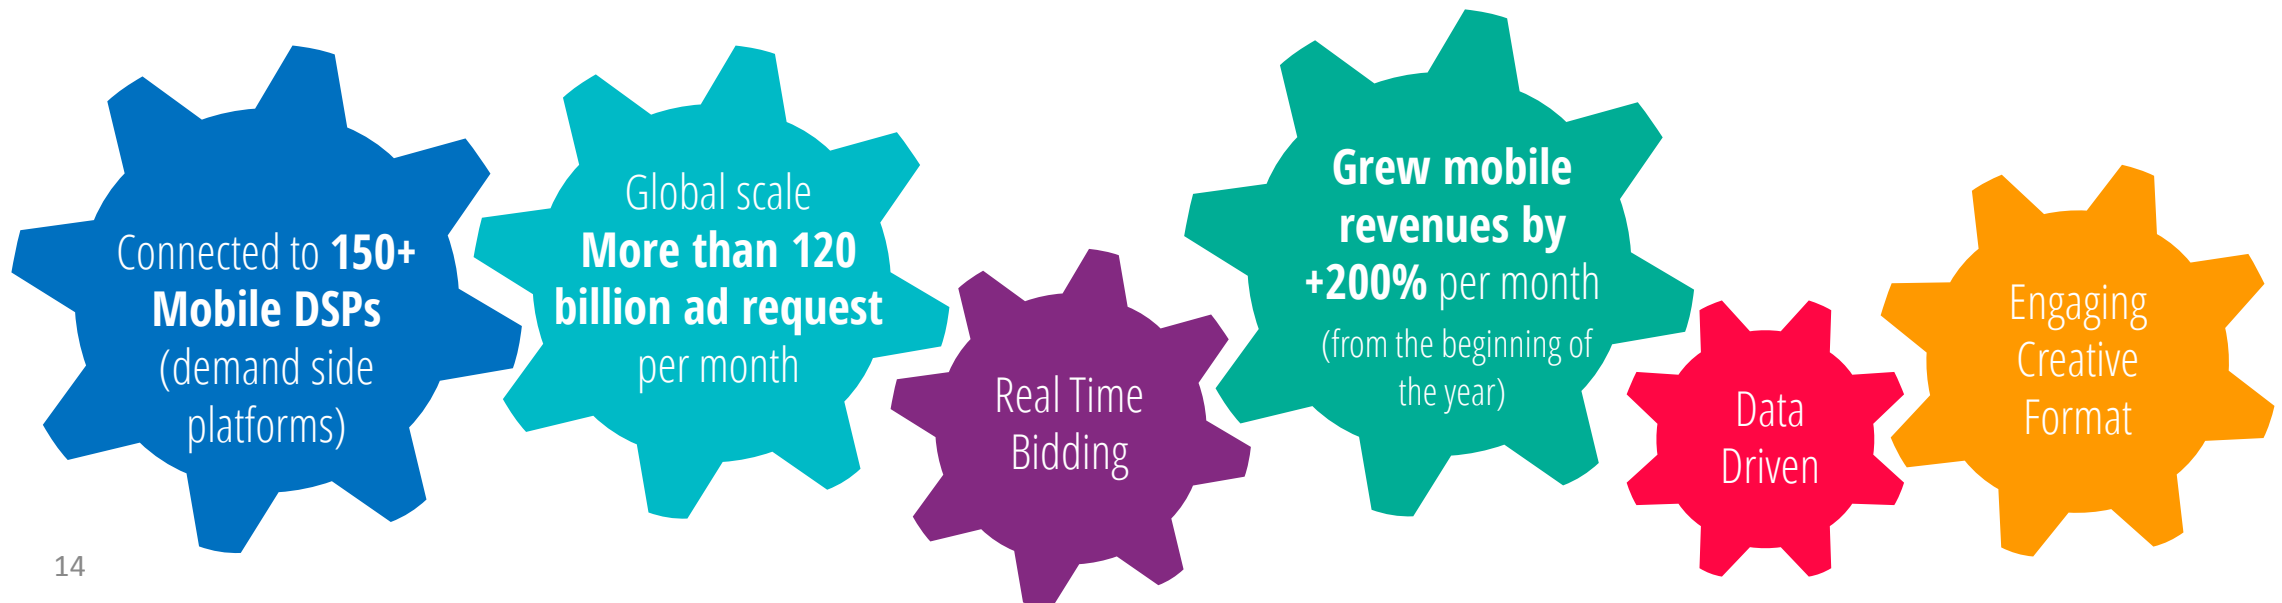 Connected to 150+
Mobile DSPs
(demand side
platforms)
Global scale
More than 120
billion ad request
per month
Real Time
Bidding
Grew mobile
revenues by
+200% per month
(from the beginning of
the year)
Data
Driven
Engaging
Creative
Format
14